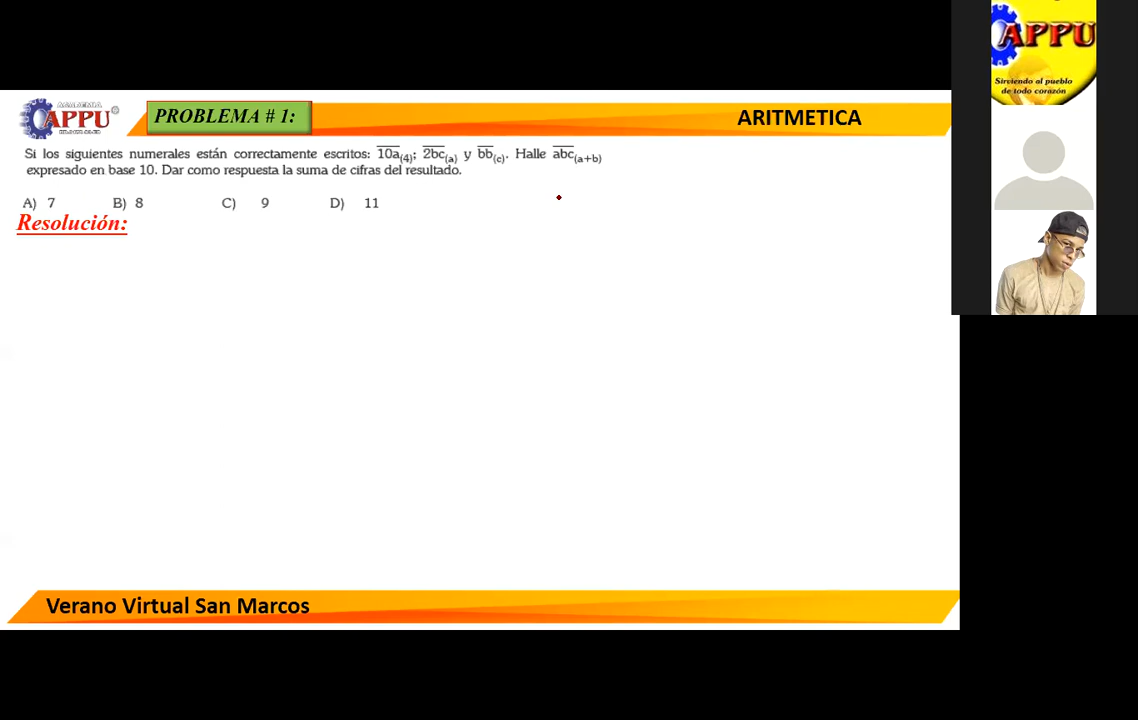 APPU
Sirviendo al pueblo
de todo corazón
ACADEMIA
APPU
PROBLEMA # 1:
ARITMETICA
Si los siguientes numerales están correctamente escritos: 10a(4); 2bc(a) y bb(c). Halle abc(a+b)
expresado en base 10. Dar como respuesta la suma de cifras del resultado.
A) 7 B) 8 C) 9 D) 11
Resolución:
Verano Virtual San Marcos